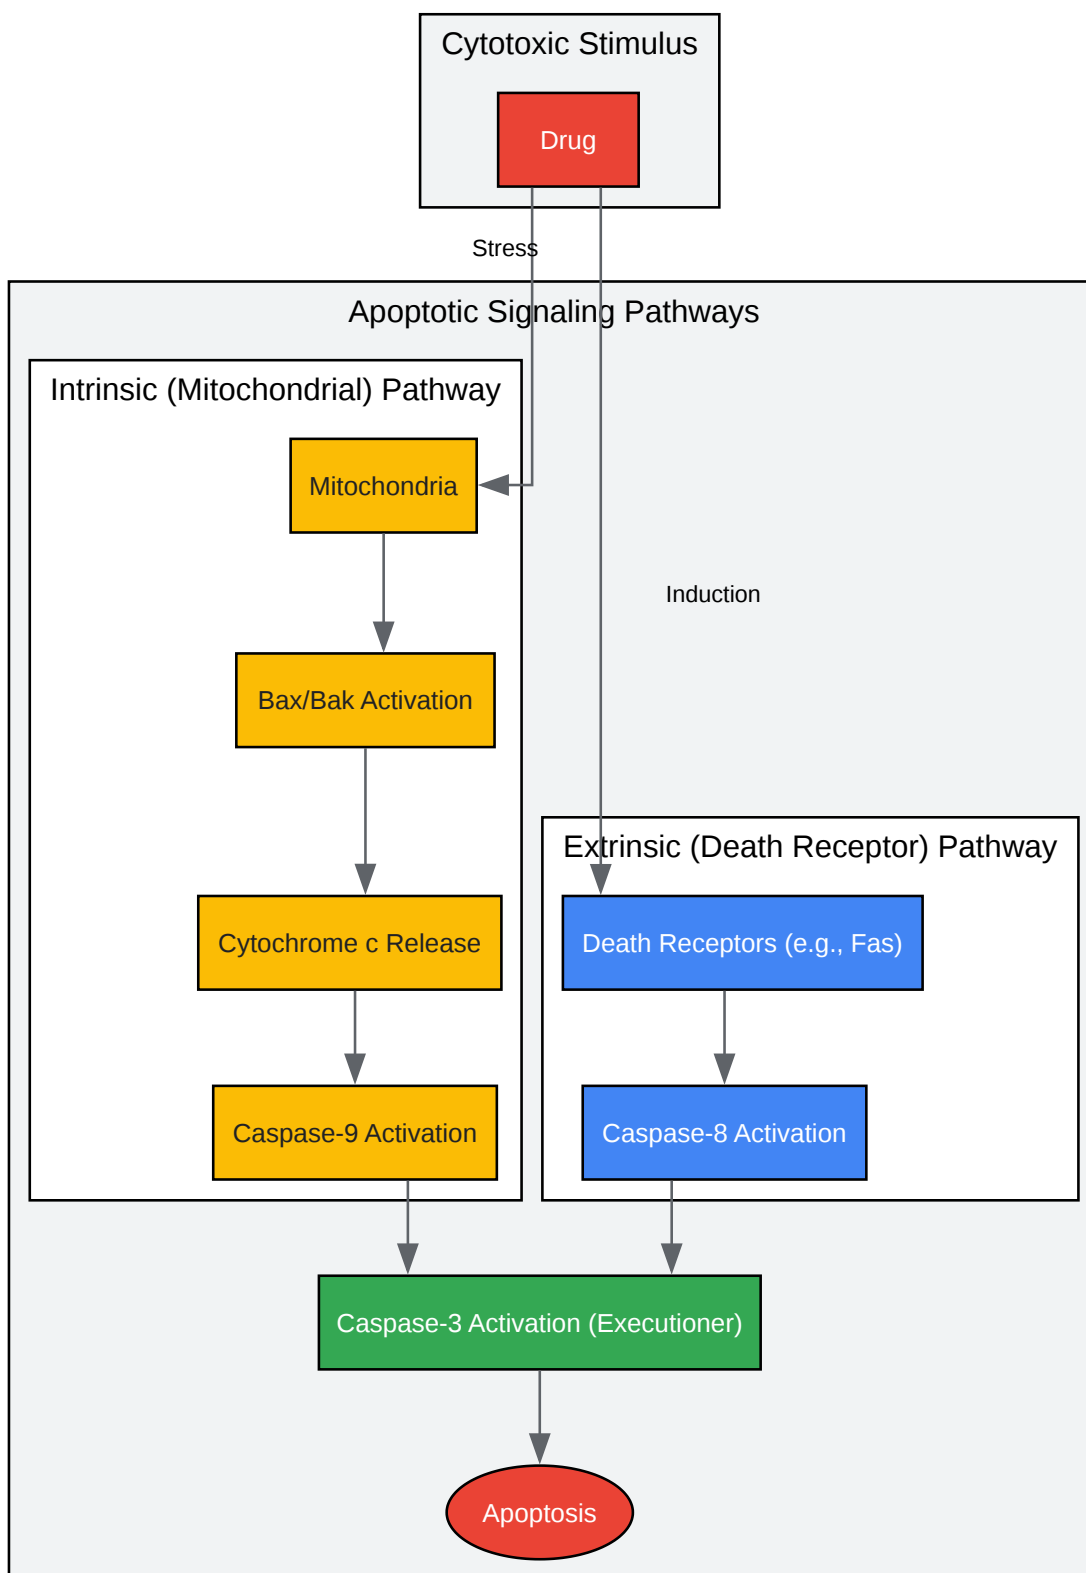 Cytotoxic Stimulus
Drug
Stress
Apoptotic Signaling Pathways
Intrinsic (Mitochondrial) Pathway
Mitochondria
Induction
Bax/Bak Activation
Extrinsic (Death Receptor) Pathway
Cytochrome c Release
Death Receptors (e.g., Fas)
Caspase-9 Activation
Caspase-8 Activation
Caspase-3 Activation (Executioner)
Apoptosis